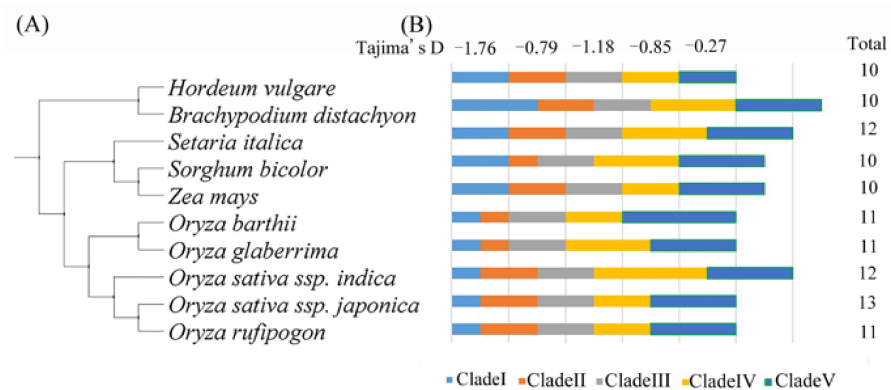 (A)
(B)
Tajima's D −1.76 −0.79 −1.18 −0.85 −0.27 Total
Hordeum vulgare 10
Brachypodium distachyon 10
Setaria italica 12
Sorghum bicolor 10
Zea mays 10
Oryza barthii 11
Oryza glaberrima 11
Oryza sativa ssp. indica 12
Oryza sativa ssp. japonica 13
Oryza rufipogon 11
CladeI CladeII CladeIII CladeIV CladeV